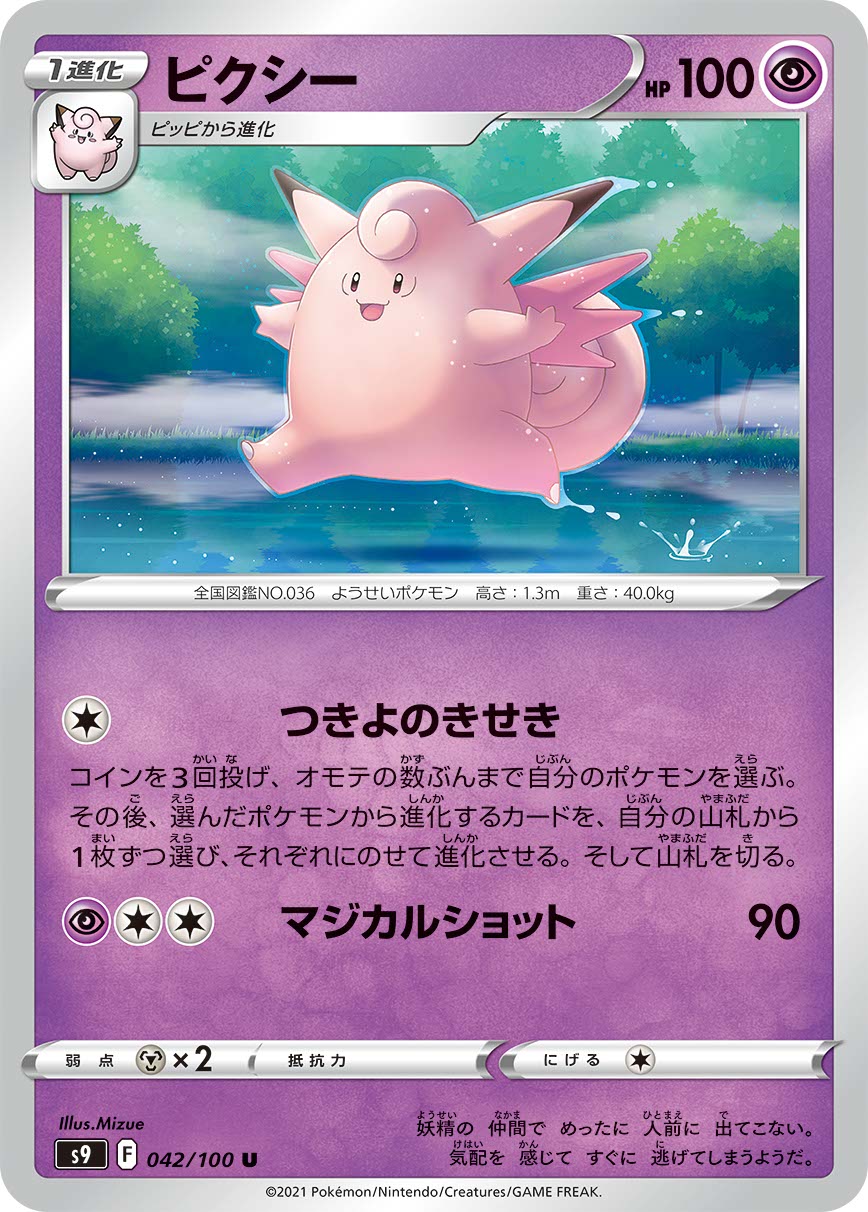 1進化
ピクシー
HP 100
ピッピから進化
全国図鑑NO.036 ようせいポケモン 高さ：1.3m 重さ：40.0kg
つきよのきせき
コインを3回投げ、オモテの数ぶんまで自分のポケモンを選ぶ。
その後、選んだポケモンから進化するカードを、自分の山札から
1枚ずつ選び、それぞれにのせて進化させる。そして山札を切る。
マジカルショット 90
弱点 ×2 抵抗力 にげる
Illus.Mizue
妖精の 仲間で めったに 人前に 出てこない。
気配を 感じて すぐに 逃げてしまうようだ。
s9 F 042/100 U
©2021 Pokémon/Nintendo/Creatures/GAME FREAK.